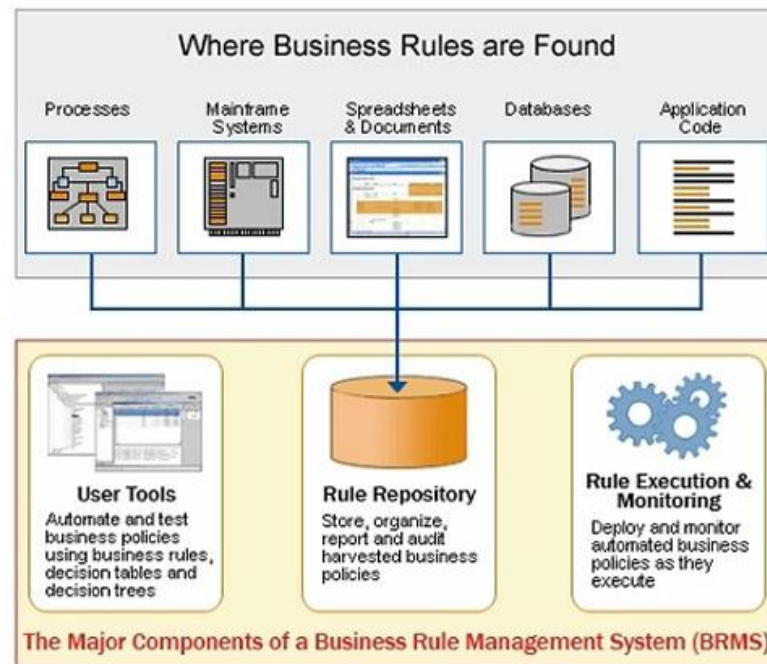 Where Business Rules are Found
Processes
Mainframe
Systems
Spreadsheets
& Documents
Databases
Application
Code
User Tools
Automate and test
business policies
using business rules,
decision tables and
decision trees
Rule Repository
Store, organize,
report and audit
harvested business
policies
Rule Execution &
Monitoring
Deploy and monitor
automated business
policies as they
execute
The Major Components of a Business Rule Management System (BRMS)